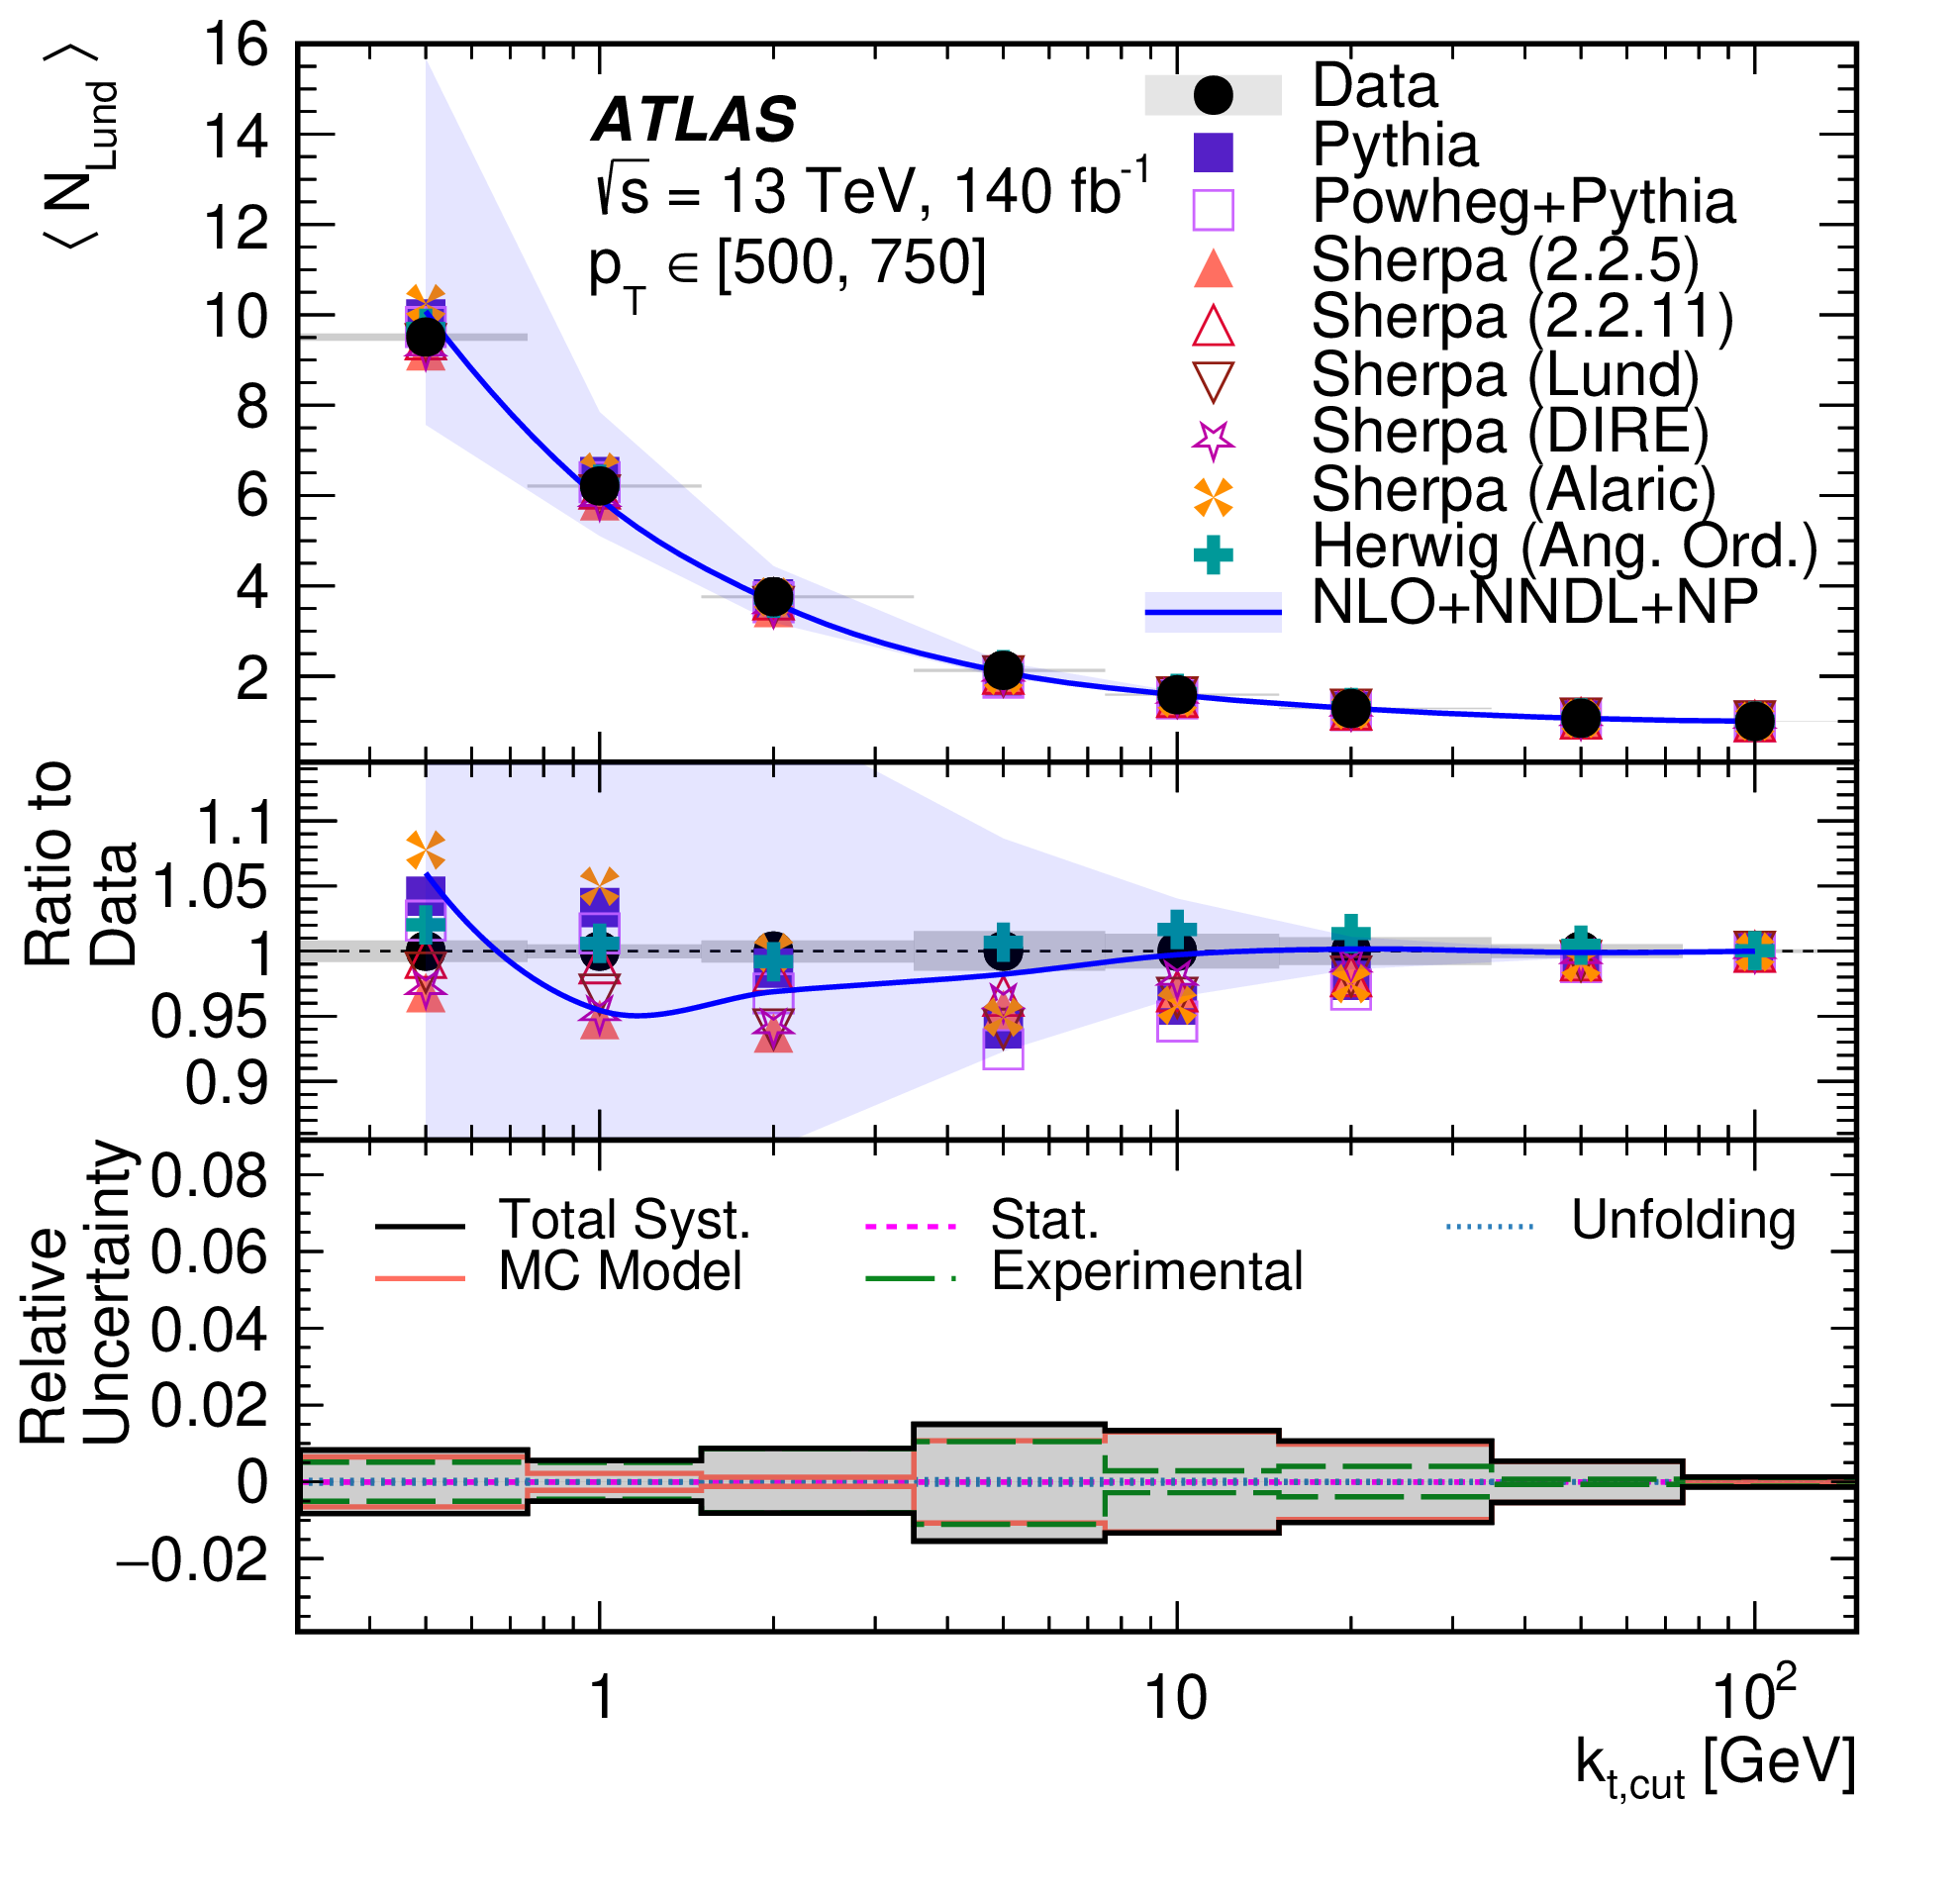 ⟨ N_Lund ⟩
16
14
12
10
8
6
4
2
ATLAS
√s = 13 TeV, 140 fb⁻¹
p_T ∈ [500, 750]
Data
Pythia
Powheg+Pythia
Sherpa (2.2.5)
Sherpa (2.2.11)
Sherpa (Lund)
Sherpa (DIRE)
Sherpa (Alaric)
Herwig (Ang. Ord.)
NLO+NNDL+NP
Ratio to
Data
1.1
1.05
1
0.95
0.9
Relative
Uncertainty
0.08
0.06
0.04
0.02
0
−0.02
Total Syst.
Stat.
Unfolding
MC Model
Experimental
1
10
10²
k_t,cut [GeV]